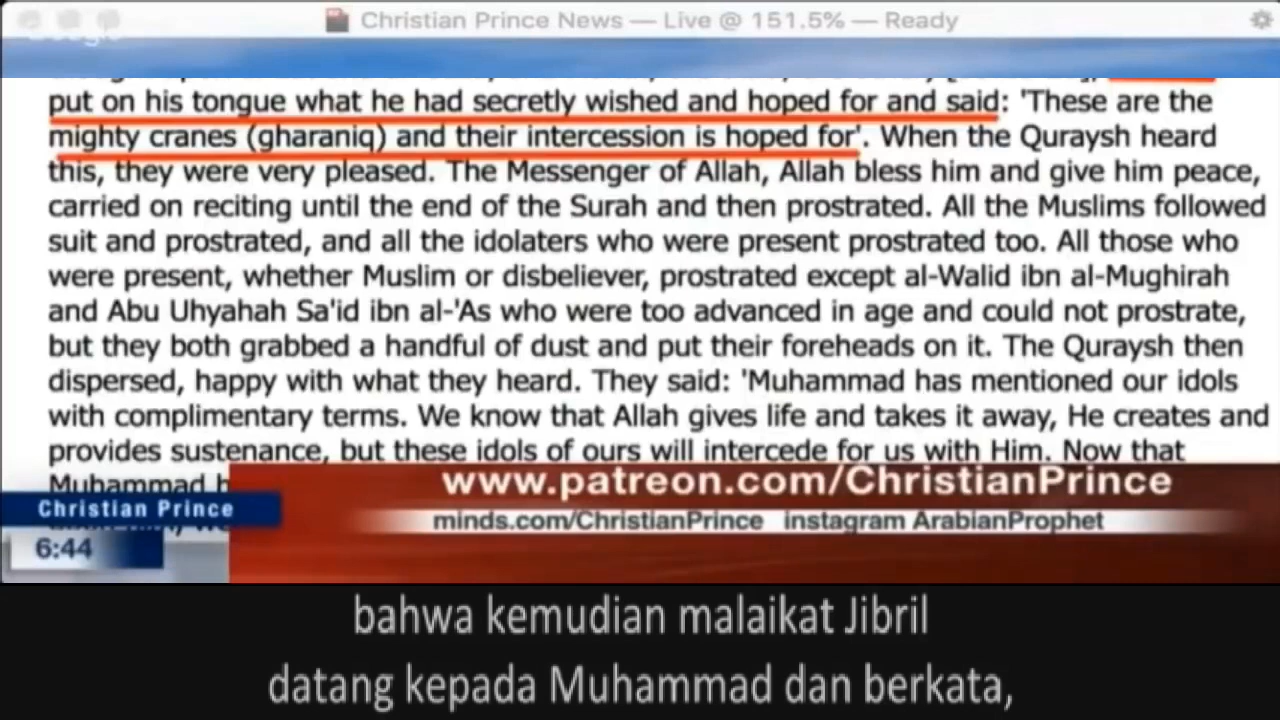 Christian Prince News — Live @ 151.5% — Ready
put on his tongue what he had secretly wished and hoped for and said: 'These are the
mighty cranes (gharaniq) and their intercession is hoped for'. When the Quraysh heard
this, they were very pleased. The Messenger of Allah, Allah bless him and give him peace,
carried on reciting until the end of the Surah and then prostrated. All the Muslims followed
suit and prostrated, and all the idolaters who were present prostrated too. All those who
were present, whether Muslim or disbeliever, prostrated except al-Walid ibn al-Mughirah
and Abu Uhyahah Sa'id ibn al-'As who were too advanced in age and could not prostrate,
but they both grabbed a handful of dust and put their foreheads on it. The Quraysh then
dispersed, happy with what they heard. They said: 'Muhammad has mentioned our idols
with complimentary terms. We know that Allah gives life and takes it away, He creates and
provides sustenance, but these idols of ours will intercede for us with Him. Now that
Muhammad h
www.patreon.com/ChristianPrince
Christian Prince
minds.com/ChristianPrince instagram ArabianProphet
6:44
bahwa kemudian malaikat Jibril
datang kepada Muhammad dan berkata,